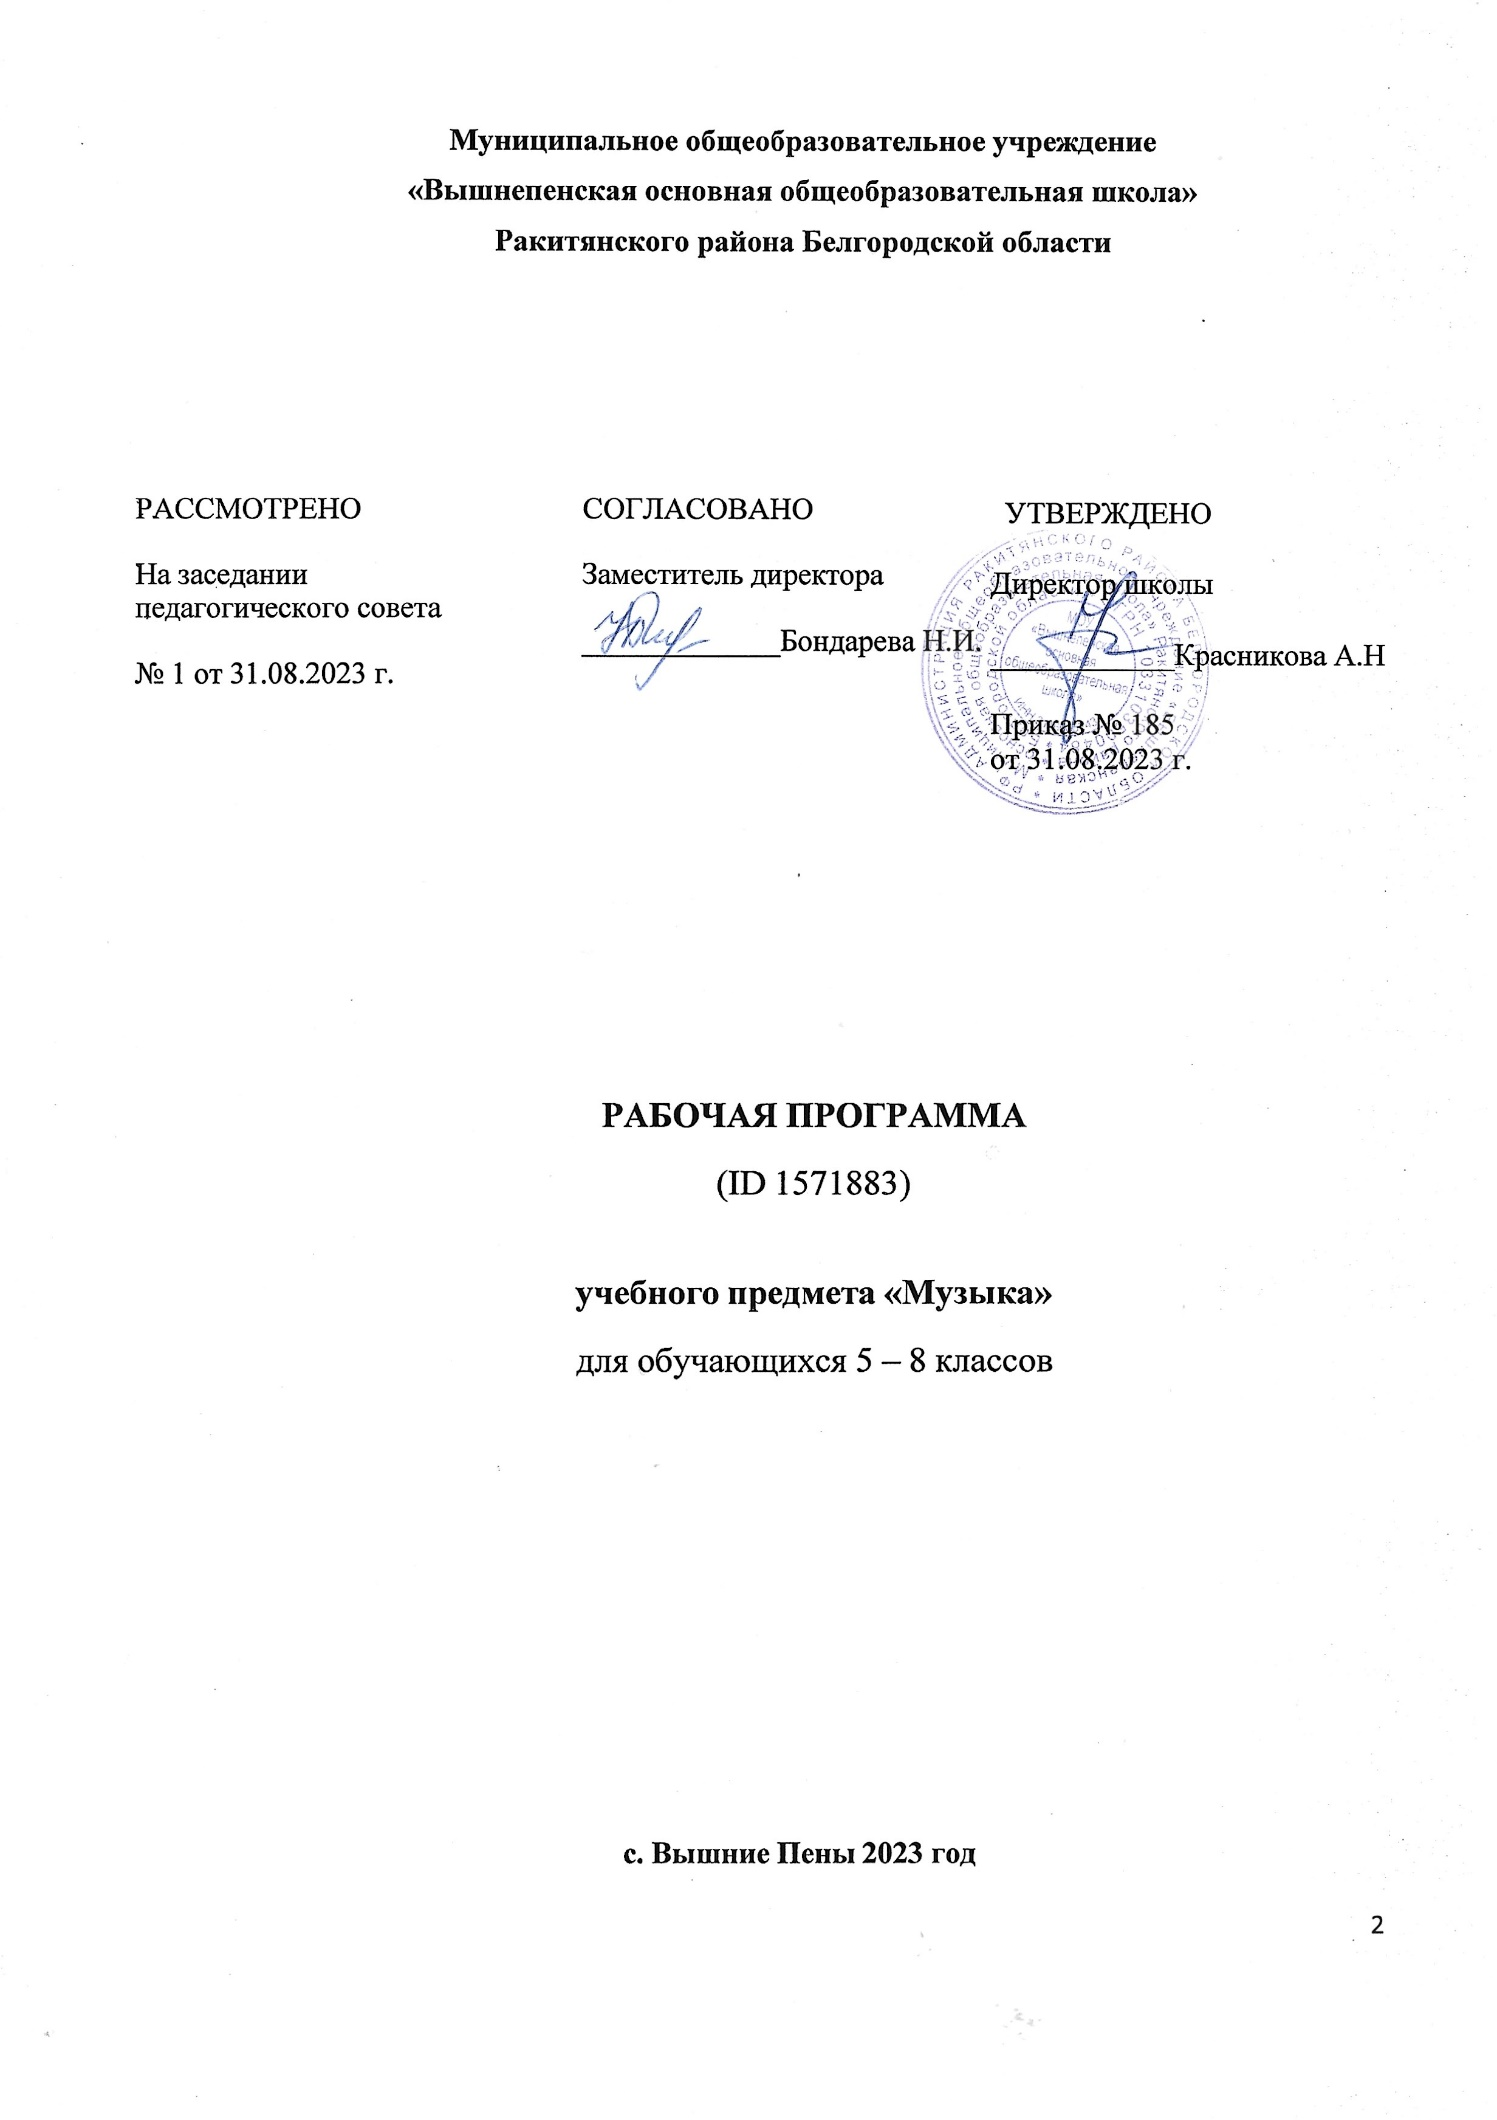 Муниципальное общеобразовательное учреждение
«Вышнепенская основная общеобразовательная школа»
Ракитянского района Белгородской области
РАССМОТРЕНО
На заседании
педагогического совета
№ 1 от 31.08.2023 г.
СОГЛАСОВАНО
Заместитель директора
_____________Бондарева Н.И.
УТВЕРЖДЕНО
Директор школы
____________Красникова А.Н
Приказ № 185
от 31.08.2023 г.
РАБОЧАЯ ПРОГРАММА
(ID 1571883)
учебного предмета «Музыка»
для обучающихся 5 – 8 классов
с. Вышние Пены 2023 год
2